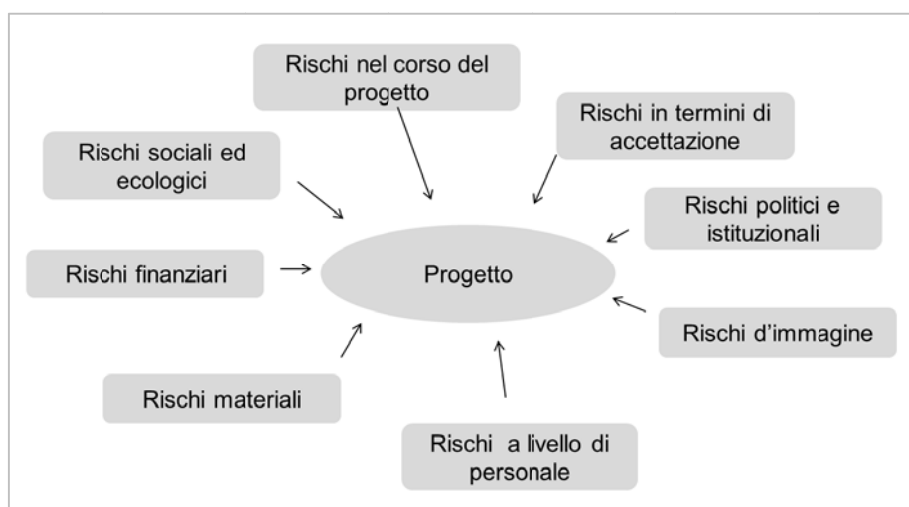 Rischi nel corso del
progetto
Rischi in termini di
accettazione
Rischi sociali ed
ecologici
Rischi politici e
istituzionali
Rischi finanziari
Progetto
Rischi d'immagine
Rischi materiali
Rischi a livello di
personale